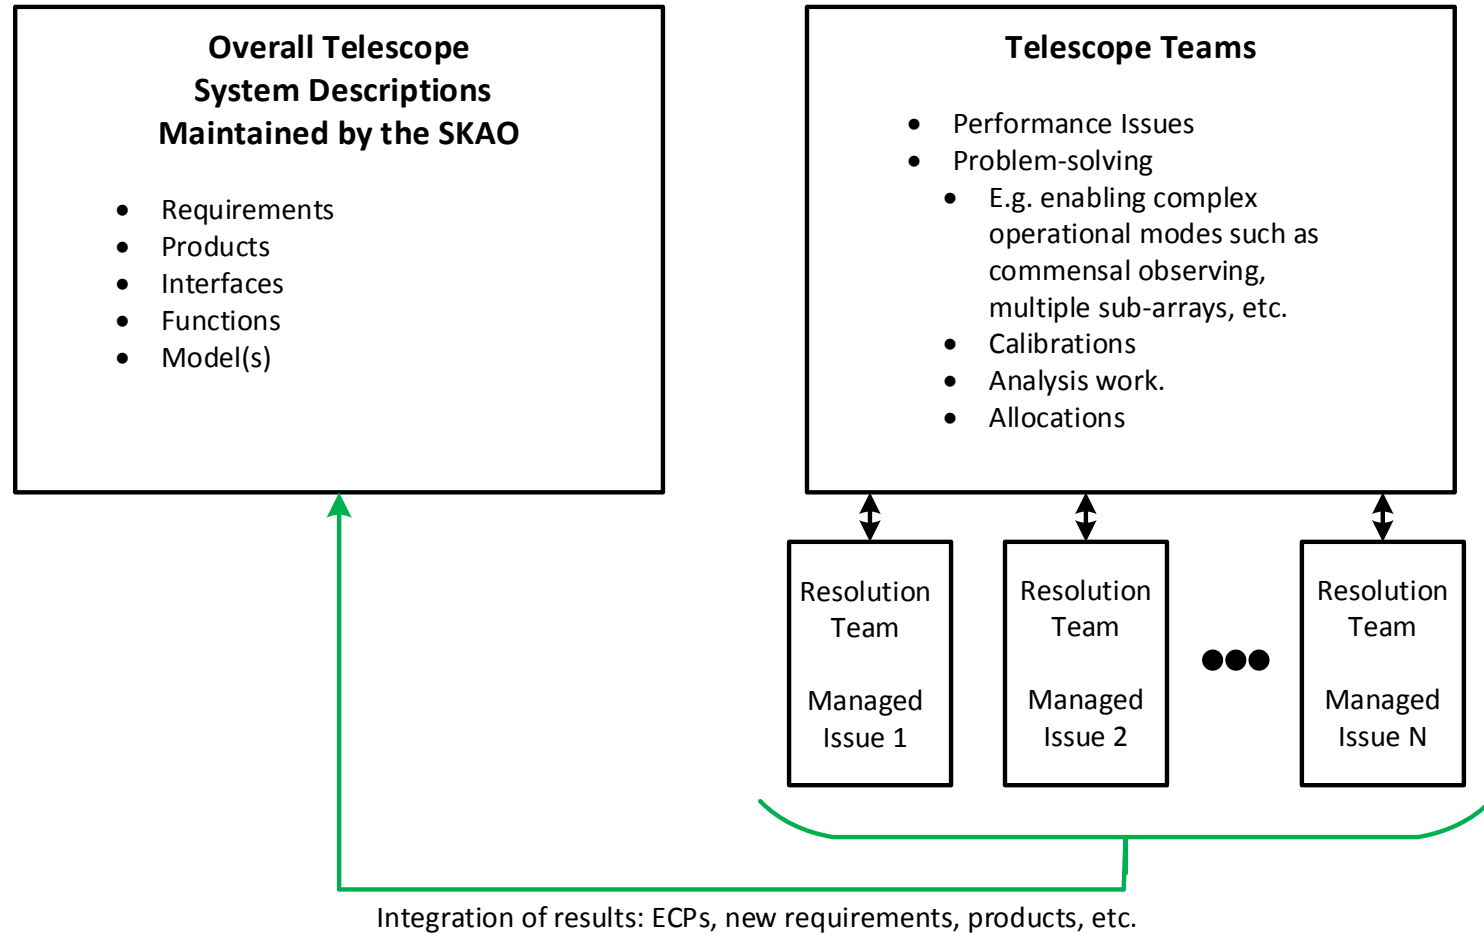 Overall Telescope
System Descriptions
Maintained by the SKAO
• Requirements
• Products
• Interfaces
• Functions
• Model(s)
Telescope Teams
• Performance Issues
• Problem-solving
• E.g. enabling complex
operational modes such as
commensal observing,
multiple sub-arrays, etc.
• Calibrations
• Analysis work.
• Allocations
Resolution
Team
Managed
Issue 1
Resolution
Team
Managed
Issue 2
Resolution
Team
Managed
Issue N
Integration of results: ECPs, new requirements, products, etc.